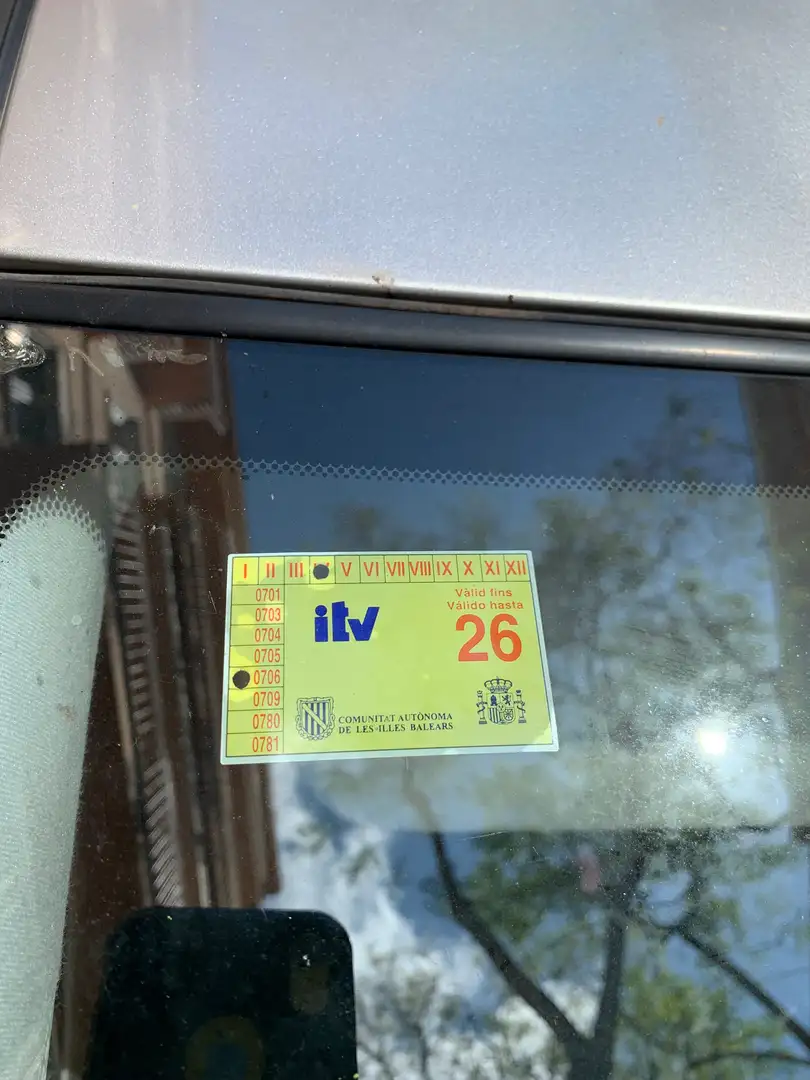 I II III V VI VII VIII IX X XI XII
0701
0703
0704
0705
0706
0709
0780
0781
itv
Vàlid fins
Válido hasta
26
COMUNITAT AUTÒNOMA
DE LES ILLES BALEARS